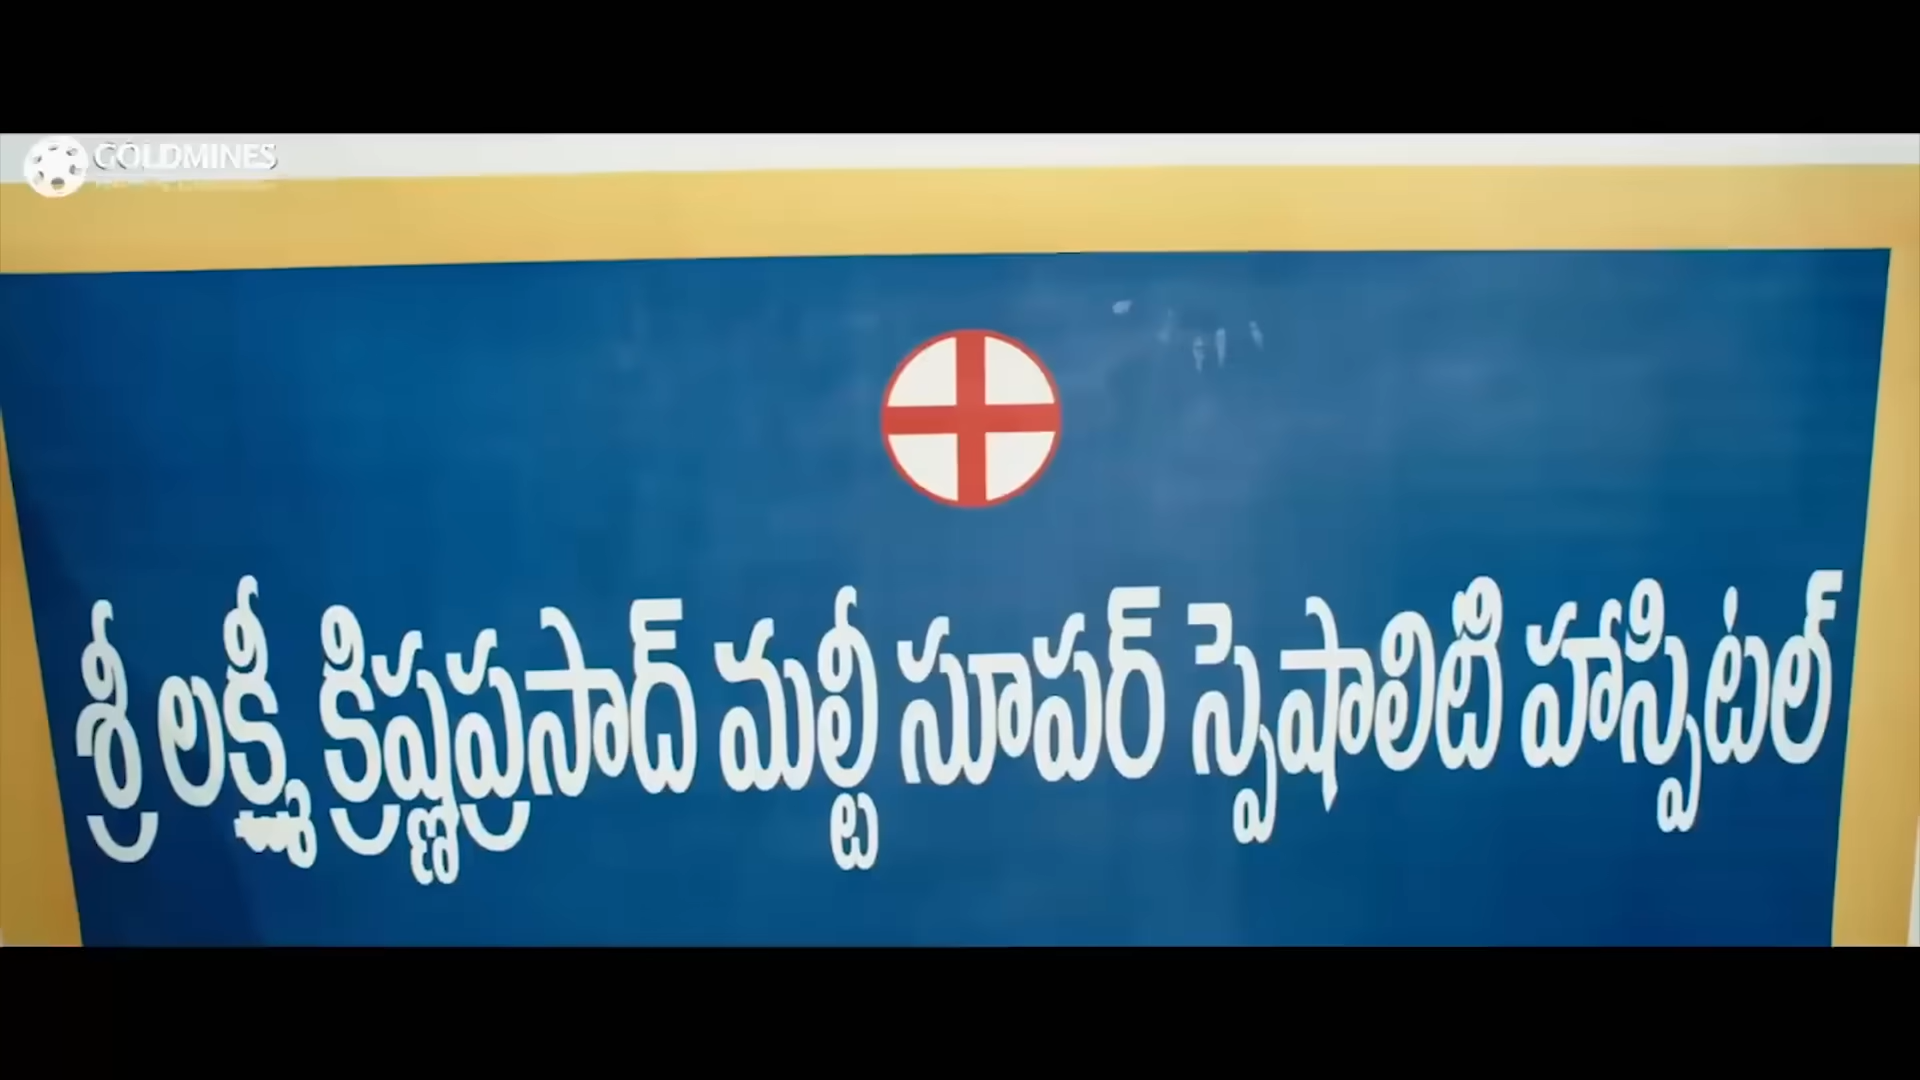 GOLDMINES
శ్రీ లక్ష్మీ క్రిష్ణప్రసాద్ మల్టీ సూపర్ స్పెషాలిటీ హాస్పిటల్